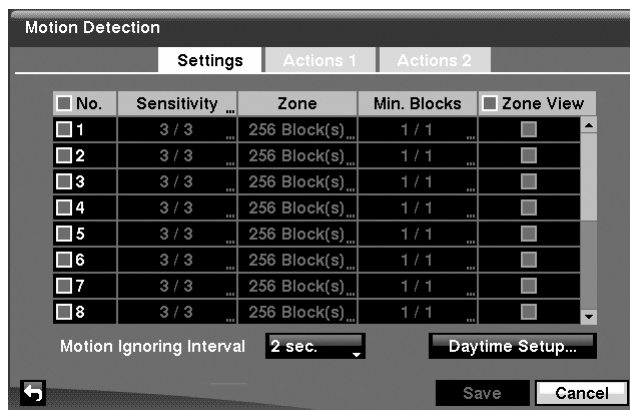 Motion Detection
Settings Actions 1 Actions 2
No. Sensitivity ... Zone Min. Blocks Zone View
1 3 / 3 ... 256 Block(s)... 1 / 1 ...
2 3 / 3 ... 256 Block(s)... 1 / 1 ...
3 3 / 3 ... 256 Block(s)... 1 / 1 ...
4 3 / 3 ... 256 Block(s)... 1 / 1 ...
5 3 / 3 ... 256 Block(s)... 1 / 1 ...
6 3 / 3 ... 256 Block(s)... 1 / 1 ...
7 3 / 3 ... 256 Block(s)... 1 / 1 ...
8 3 / 3 ... 256 Block(s)... 1 / 1 ...
Motion Ignoring Interval 2 sec. Daytime Setup...
Save Cancel